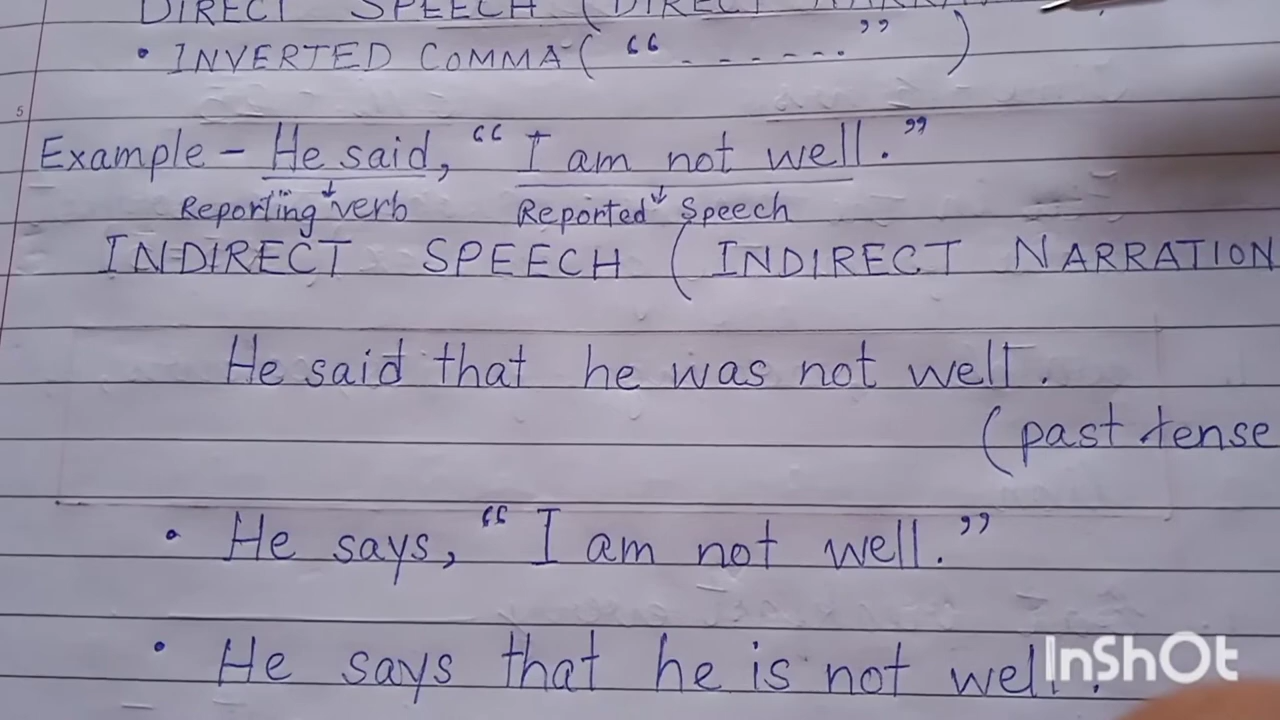 DIRECT SPEECH (DIRECT
• INVERTED COMMA (“ - - - - - - . ”)
5
Example - He said, “ I am not well. ”
Reporting verb Reported Speech
INDIRECT SPEECH (INDIRECT NARRATION
He said that he was not well.
(past tense
• He says, “ I am not well. ”
• He says that he is not well.
InShOt